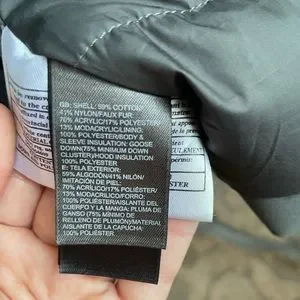 GB: SHELL: 59% COTTON/
41% NYLON/FAUX FUR:
70% ACRYLIC/17% POLYESTER/
13% MODACRYLIC/LINING:
100% POLYESTER/BODY &
SLEEVE INSULATION: GOOSE
DOWN(75% MINIMUM DOWN
CLUSTER)/HOOD INSULATION
100% POLYESTER
E: TELA EXTERIOR:
59% ALGODÓN/41% NILÓN/
IMITACIÓN DE PIEL:
70% ACRÍLICO/17% POLIÉSTER/
13% MODACRÍLICO/FORRO:
100% POLIÉSTER/AISLANTE DEL
CUERPO Y LA MANGA: PLUMA DE
GANSO (75% MÍNIMO DE
RELLENO DE PLUMÓN)/MATERIAL
AISLANTE DE LA CAPUCHA:
100% POLIÉSTER